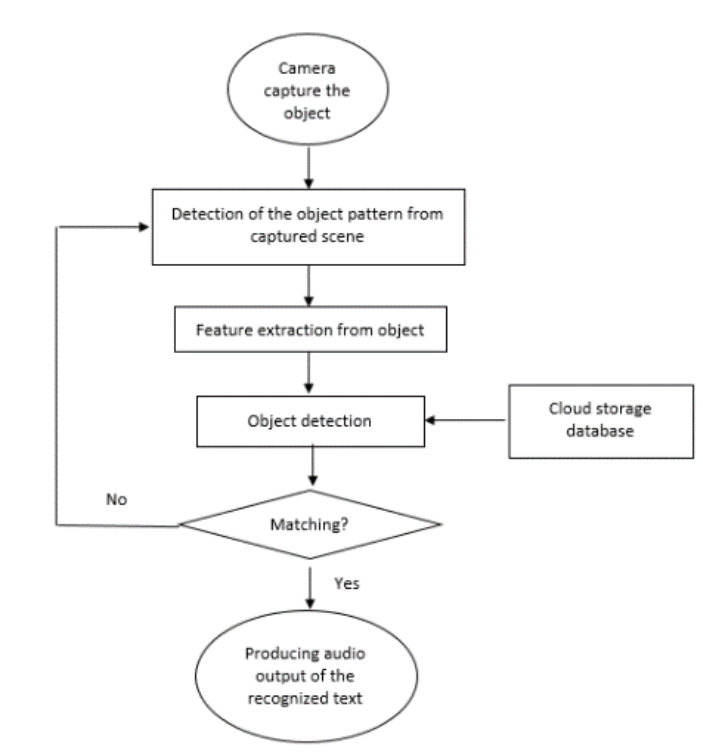 Camera
capture the
object
Detection of the object pattern from
captured scene
Feature extraction from object
Object detection
Cloud storage
database
No
Matching?
Yes
Producing audio
output of the
recognized text